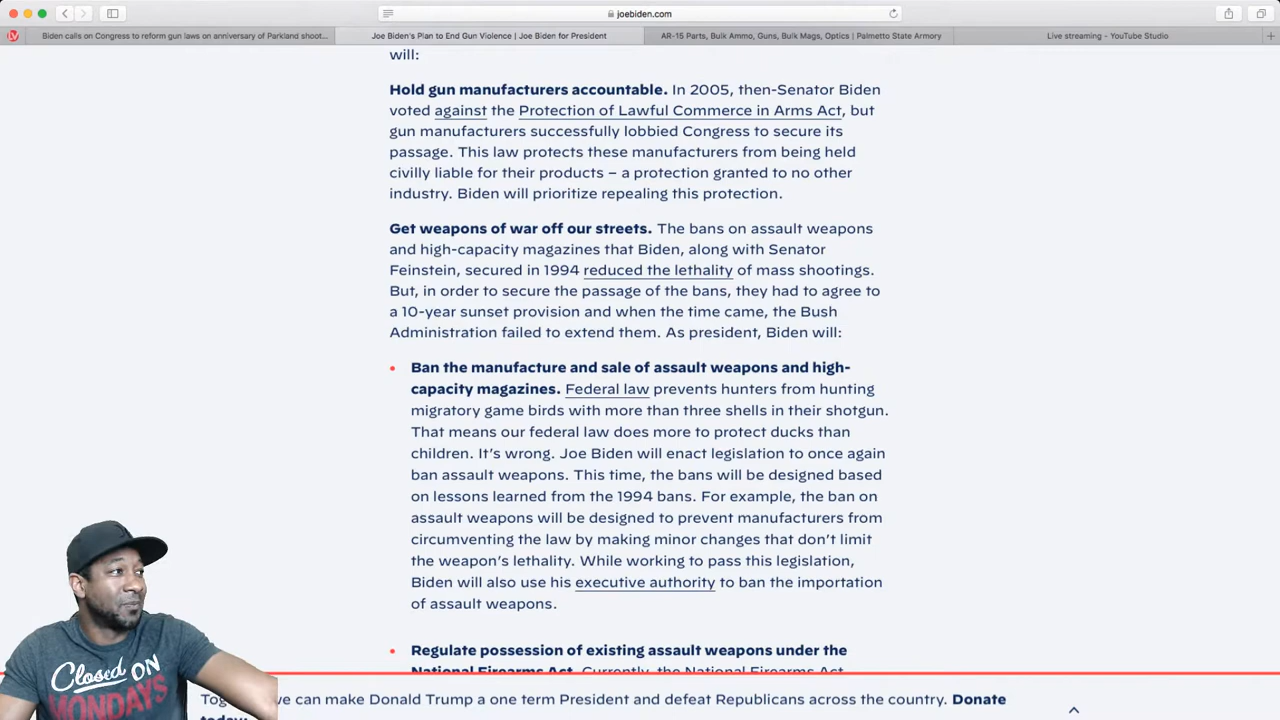 joebiden.com
Biden calls on Congress to reform gun laws on anniversary of Parkland shoot...
Joe Biden's Plan to End Gun Violence | Joe Biden for President
AR-15 Parts, Bulk Ammo, Guns, Bulk Mags, Optics | Palmetto State Armory
Live streaming - YouTube Studio
will:
Hold gun manufacturers accountable. In 2005, then-Senator Biden
voted against the Protection of Lawful Commerce in Arms Act, but
gun manufacturers successfully lobbied Congress to secure its
passage. This law protects these manufacturers from being held
civilly liable for their products – a protection granted to no other
industry. Biden will prioritize repealing this protection.
Get weapons of war off our streets. The bans on assault weapons
and high-capacity magazines that Biden, along with Senator
Feinstein, secured in 1994 reduced the lethality of mass shootings.
But, in order to secure the passage of the bans, they had to agree to
a 10-year sunset provision and when the time came, the Bush
Administration failed to extend them. As president, Biden will:
• Ban the manufacture and sale of assault weapons and high-
capacity magazines. Federal law prevents hunters from hunting
migratory game birds with more than three shells in their shotgun.
That means our federal law does more to protect ducks than
children. It's wrong. Joe Biden will enact legislation to once again
ban assault weapons. This time, the bans will be designed based
on lessons learned from the 1994 bans. For example, the ban on
assault weapons will be designed to prevent manufacturers from
circumventing the law by making minor changes that don't limit
the weapon's lethality. While working to pass this legislation,
Biden will also use his executive authority to ban the importation
of assault weapons.
• Regulate possession of existing assault weapons under the
National Firearms Act. Currently, the National Firearms Act
we can make Donald Trump a one term President and defeat Republicans across the country. Donate
today:
Closed ON
MONDAYS